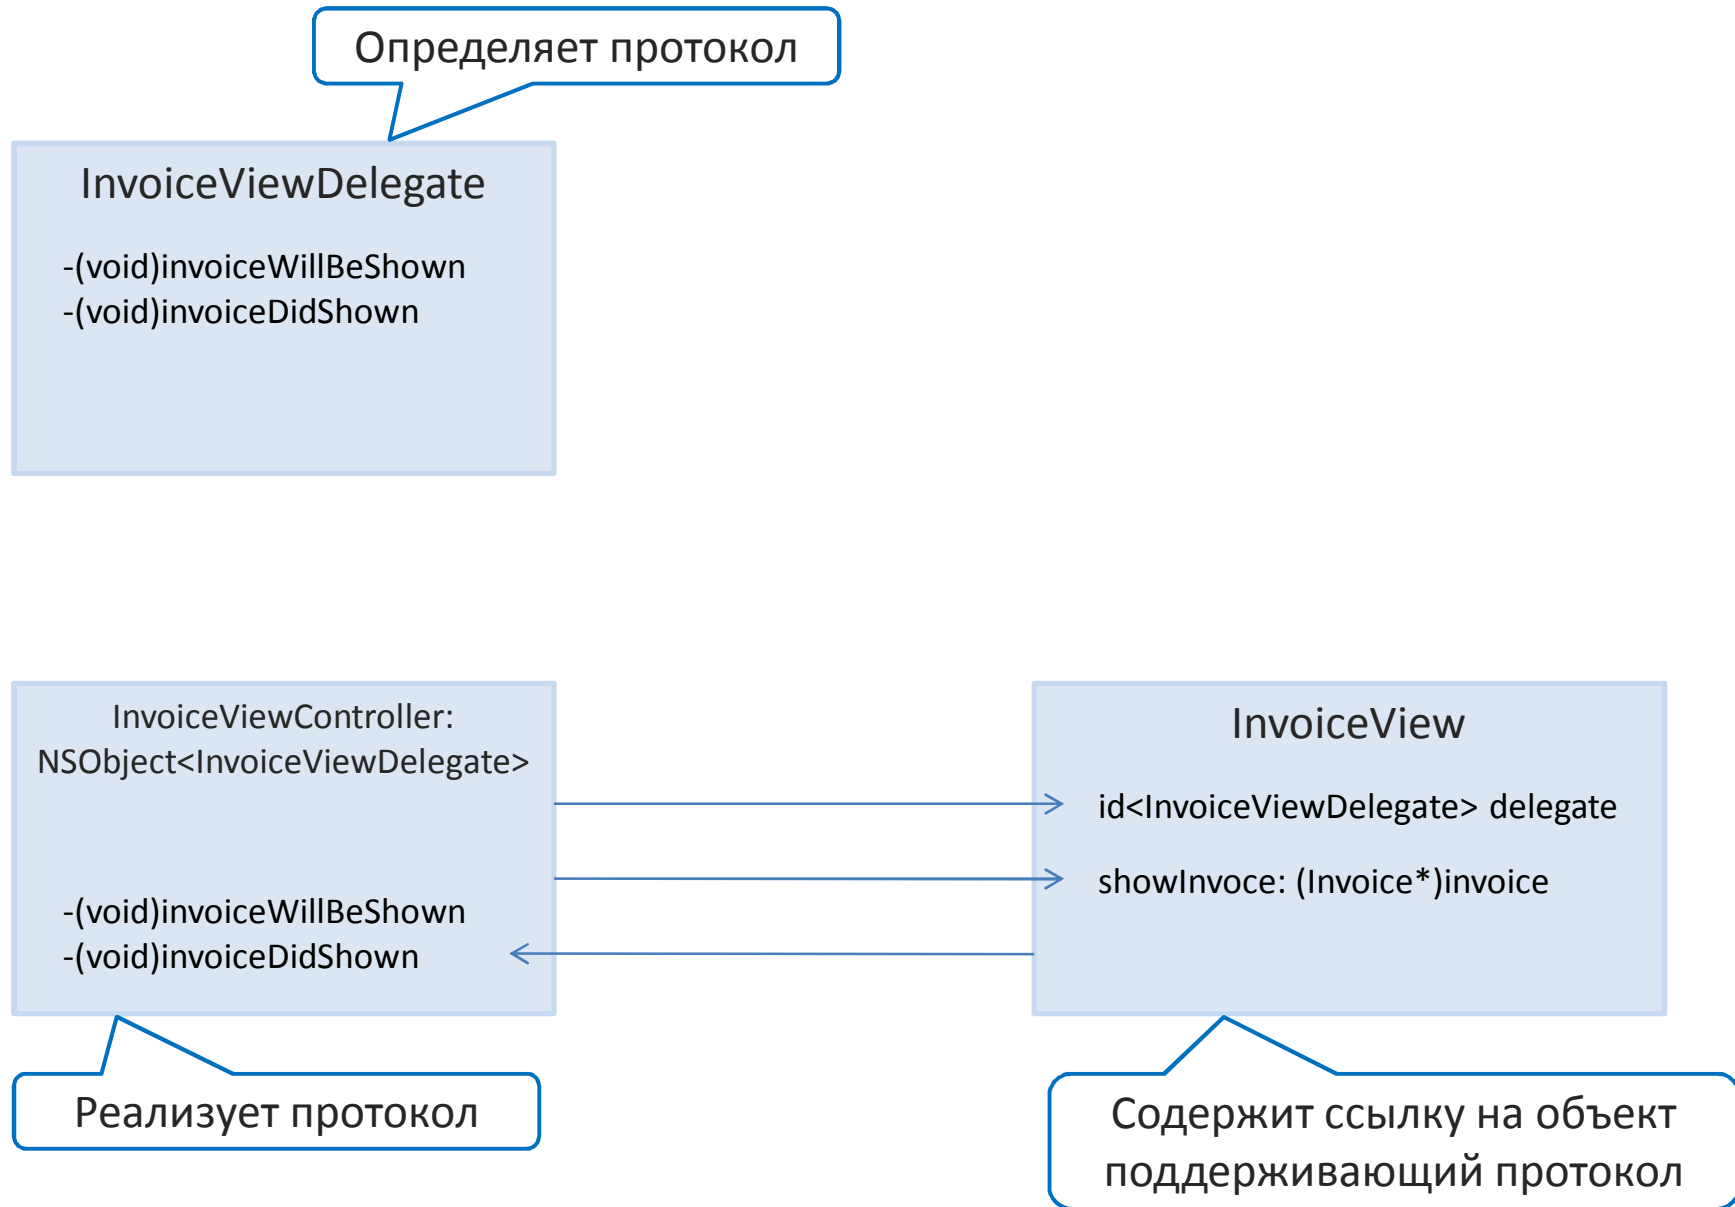 Определяет протокол
InvoiceViewDelegate
-(void)invoiceWillBeShown
-(void)invoiceDidShown
InvoiceViewController:
NSObject<InvoiceViewDelegate>
-(void)invoiceWillBeShown
-(void)invoiceDidShown
InvoiceView
id<InvoiceViewDelegate> delegate
showInvoce: (Invoice*)invoice
Реализует протокол
Содержит ссылку на объект
поддерживающий протокол